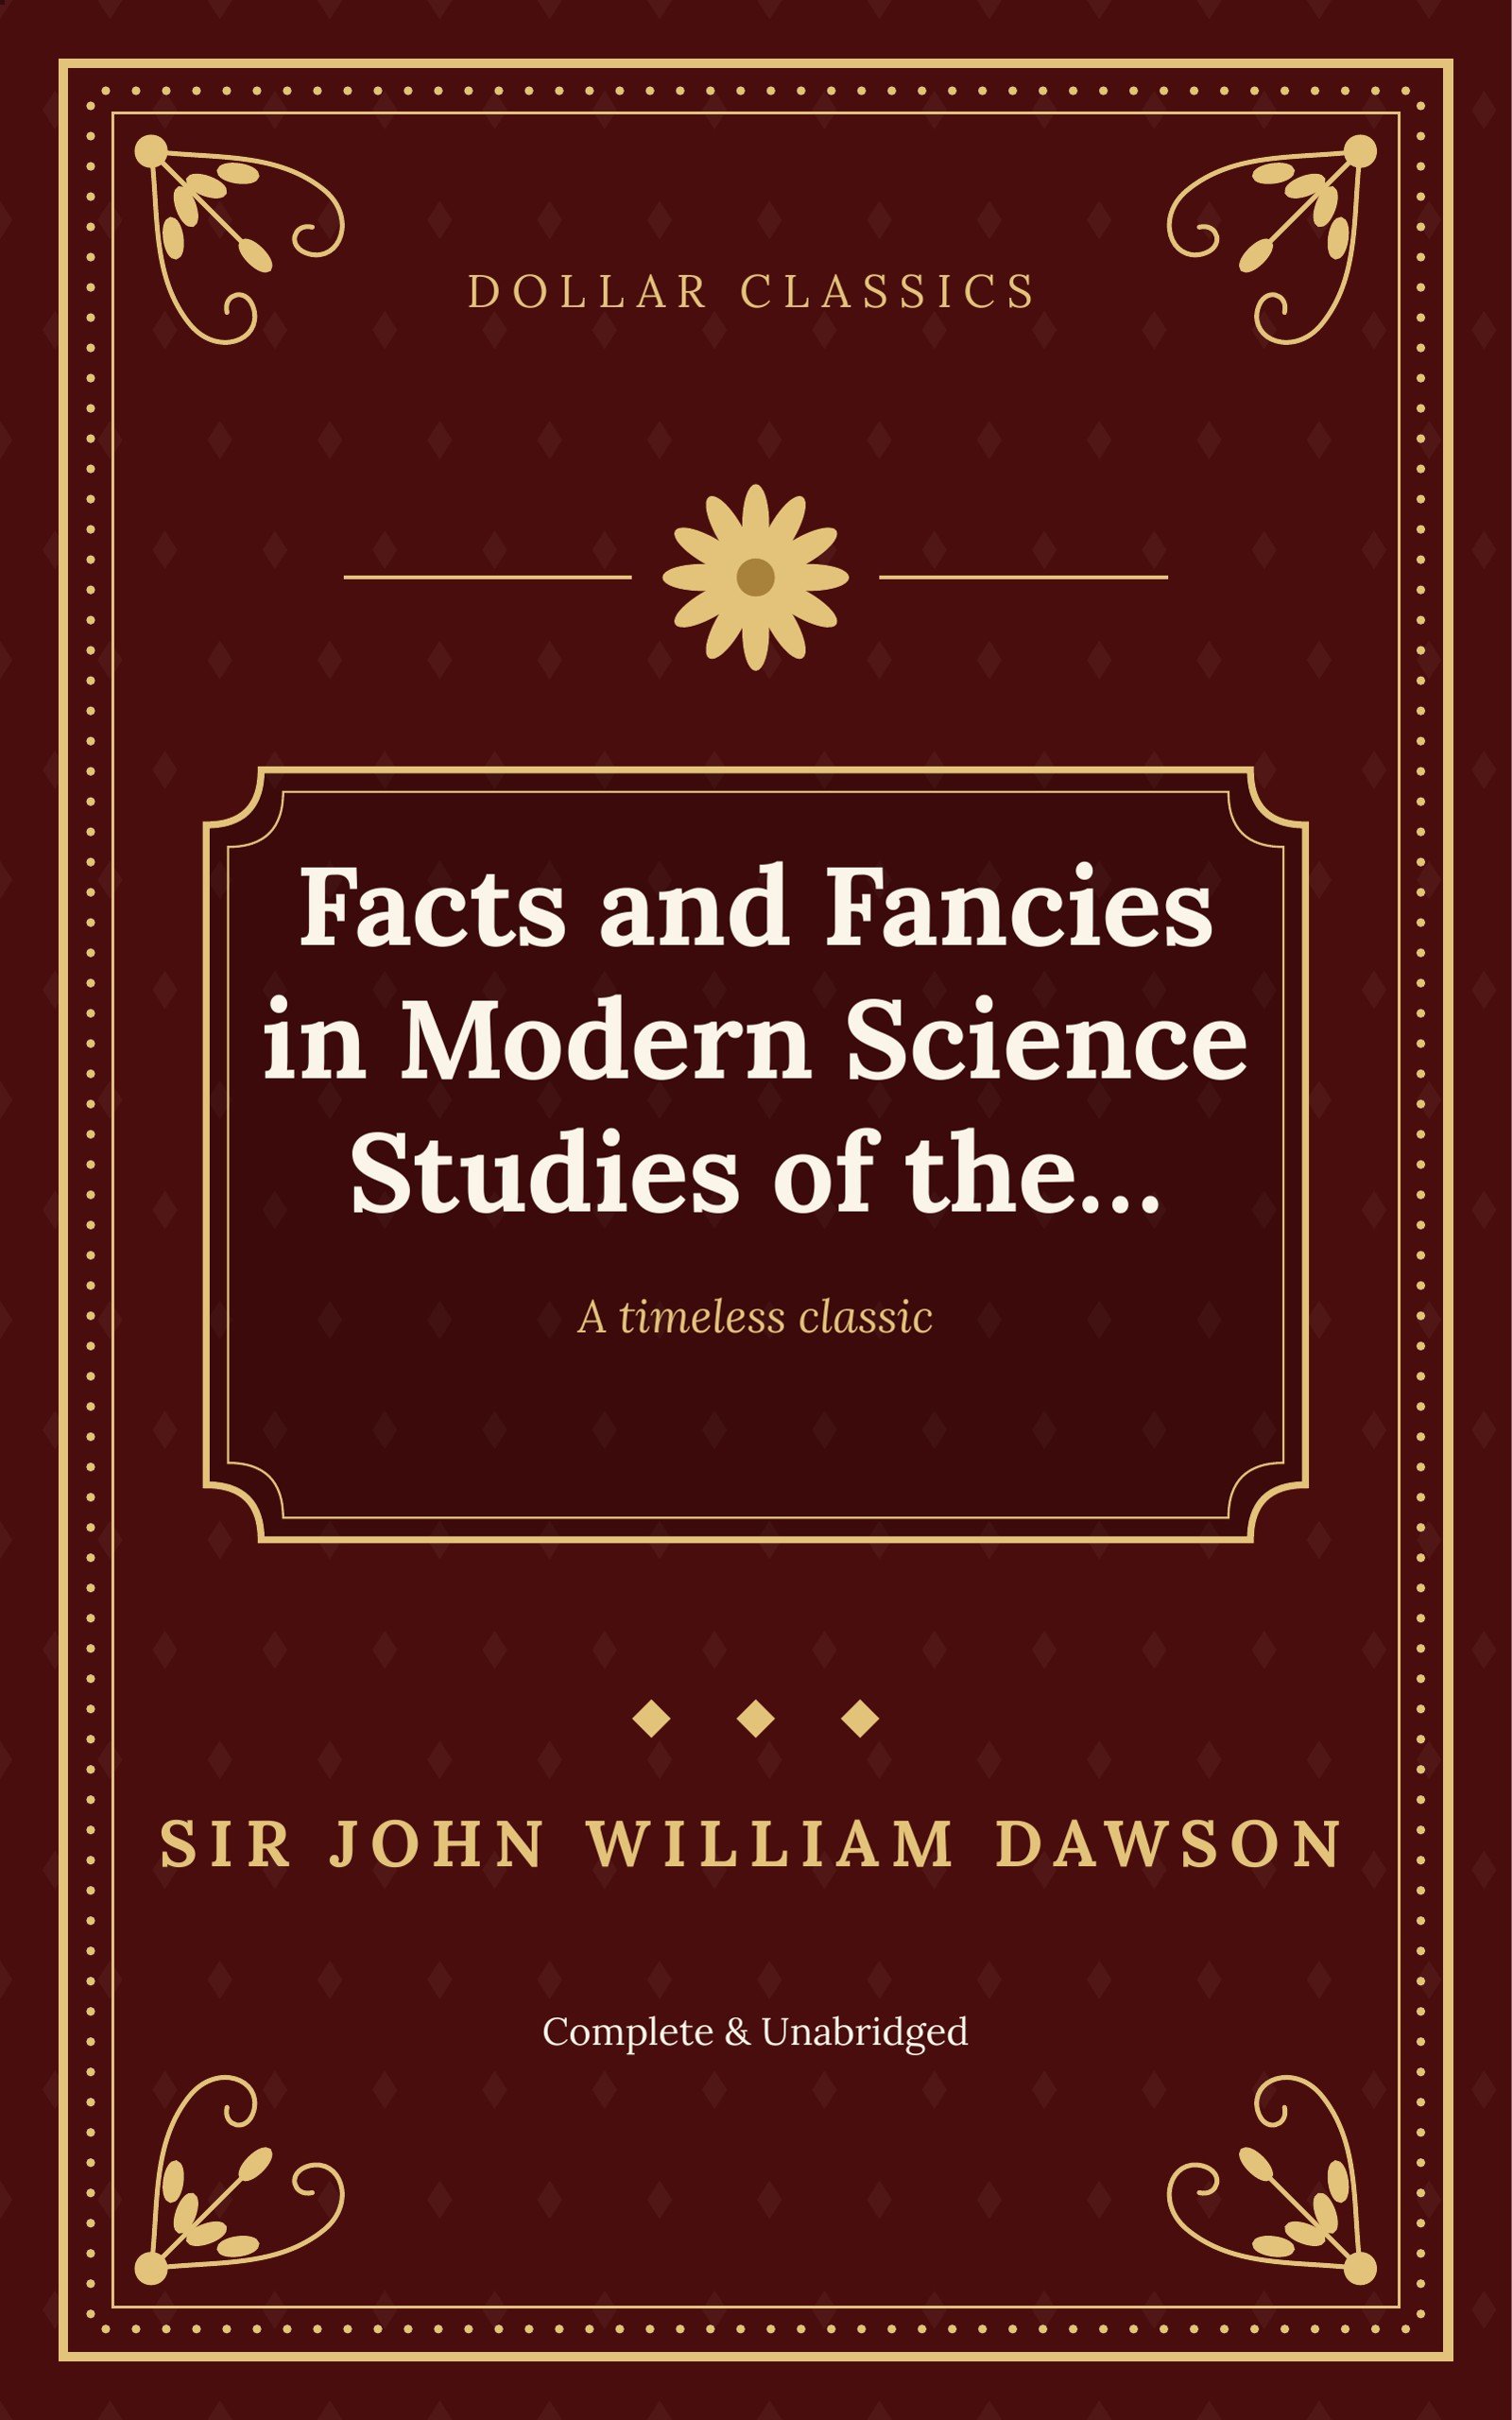 DOLLAR CLASSICS
Facts and Fancies
in Modern Science
Studies of the...
A timeless classic
SIR JOHN WILLIAM DAWSON
Complete & Unabridged